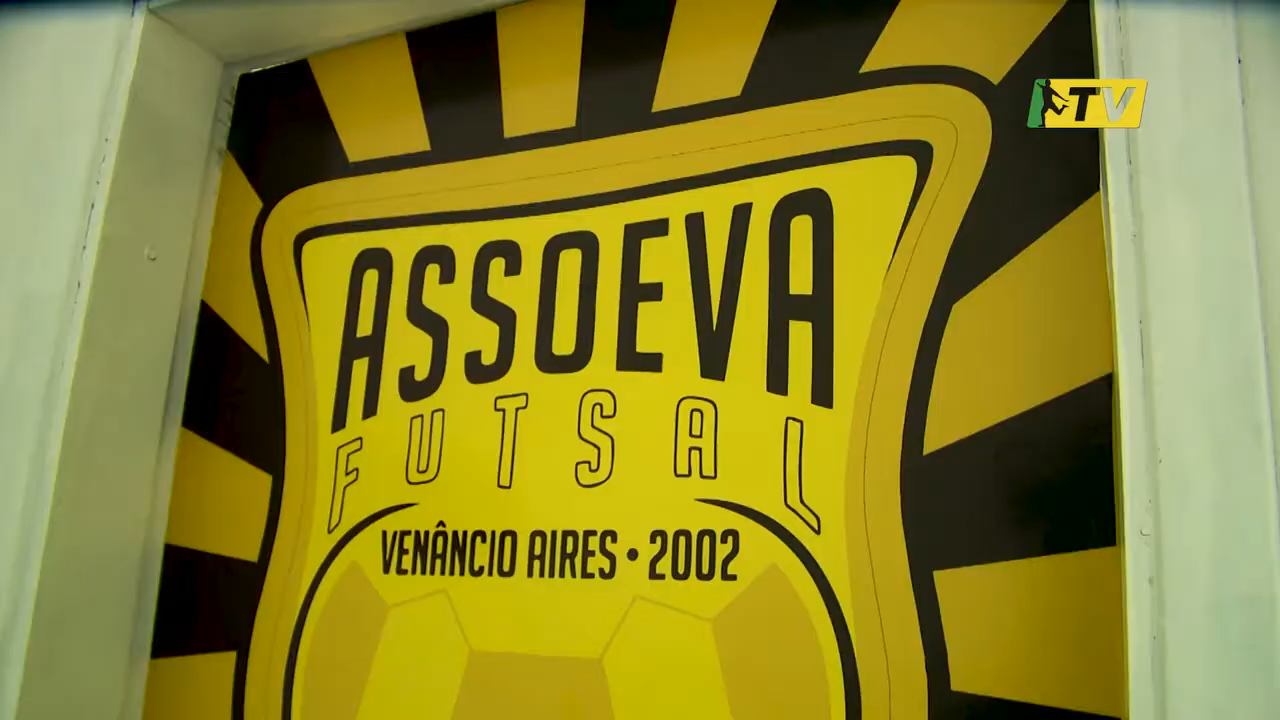 TV
ASSOEVA
FUTSAL
VENÂNCIO AIRES • 2002